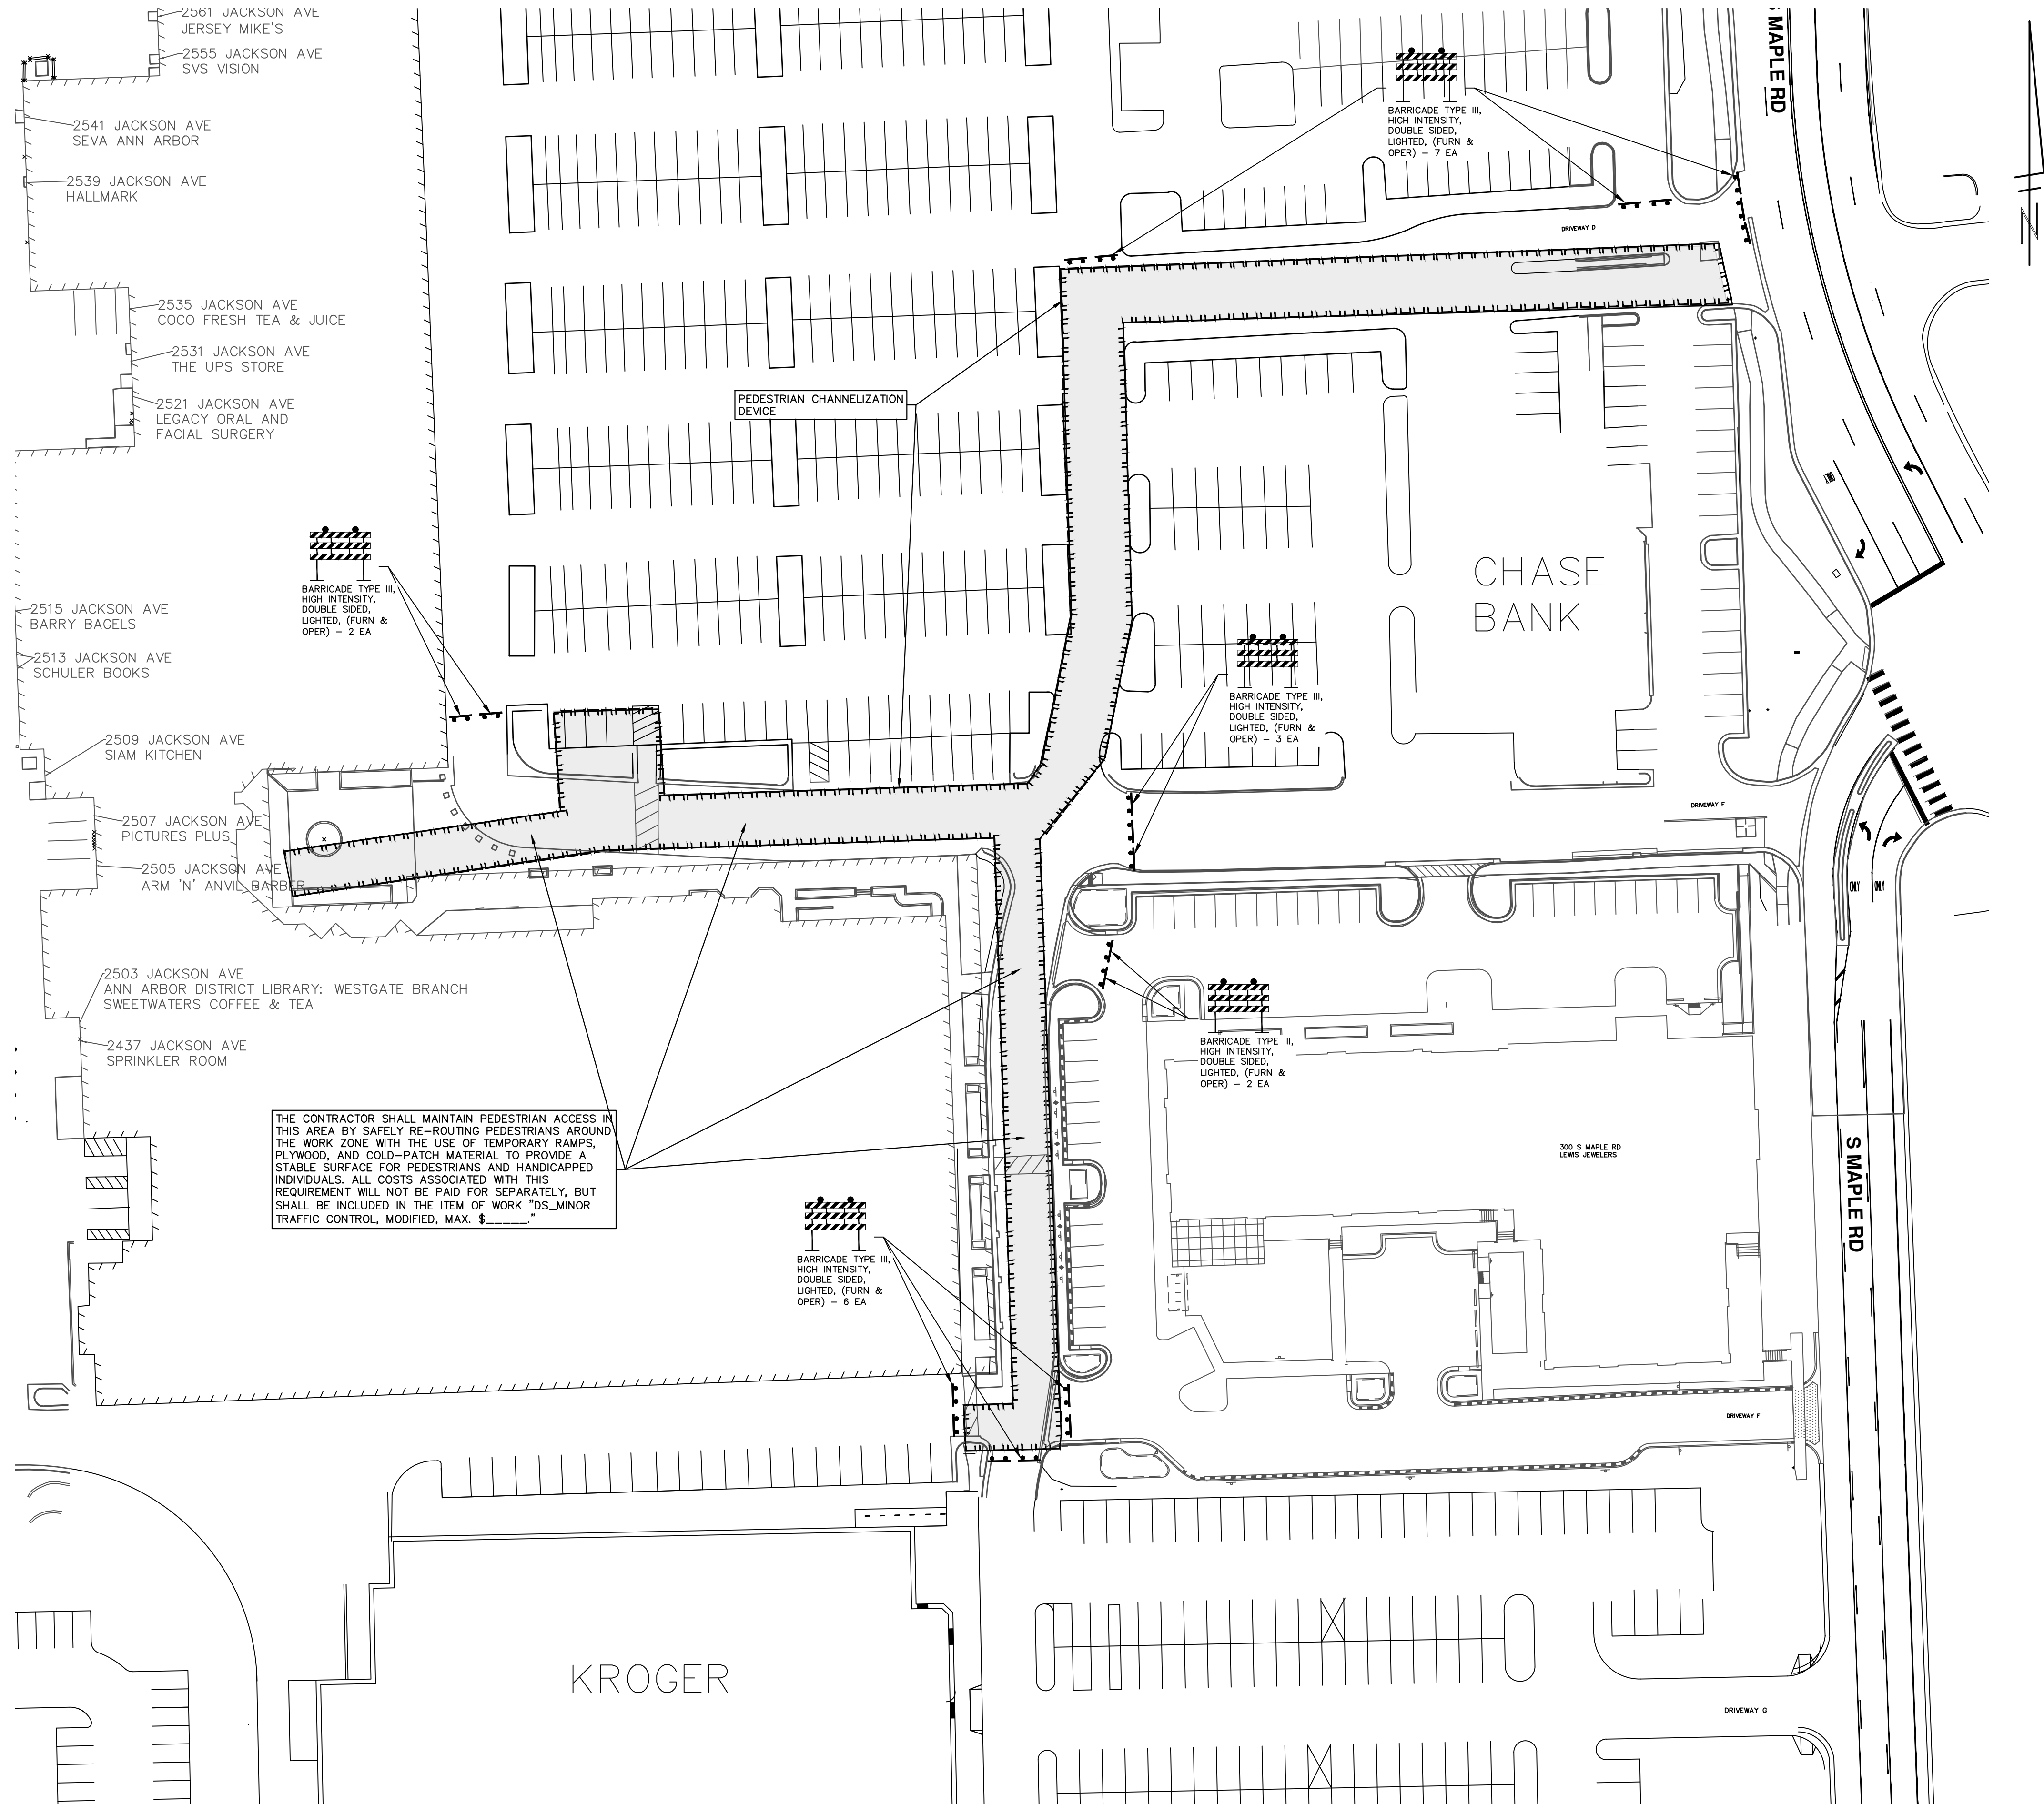 2561 JACKSON AVE
JERSEY MIKE'S
2555 JACKSON AVE
SVS VISION
2541 JACKSON AVE
SEVA ANN ARBOR
2539 JACKSON AVE
HALLMARK
2535 JACKSON AVE
COCO FRESH TEA & JUICE
2531 JACKSON AVE
THE UPS STORE
2521 JACKSON AVE
LEGACY ORAL AND
FACIAL SURGERY
2515 JACKSON AVE
BARRY BAGELS
2513 JACKSON AVE
SCHULER BOOKS
2509 JACKSON AVE
SIAM KITCHEN
2507 JACKSON AVE
PICTURES PLUS
2505 JACKSON AVE
ARM 'N' ANVIL BARBER
2503 JACKSON AVE
ANN ARBOR DISTRICT LIBRARY: WESTGATE BRANCH
SWEETWATERS COFFEE & TEA
2437 JACKSON AVE
SPRINKLER ROOM
BARRICADE TYPE III,
HIGH INTENSITY,
DOUBLE SIDED,
LIGHTED, (FURN &
OPER) – 7 EA
S MAPLE RD
N
DRIVEWAY D
PEDESTRIAN CHANNELIZATION
DEVICE
BARRICADE TYPE III,
HIGH INTENSITY,
DOUBLE SIDED,
LIGHTED, (FURN &
OPER) – 2 EA
CHASE
BANK
BARRICADE TYPE III,
HIGH INTENSITY,
DOUBLE SIDED,
LIGHTED, (FURN &
OPER) – 3 EA
ONLY
DRIVEWAY E
ONLY
ONLY
BARRICADE TYPE III,
HIGH INTENSITY,
DOUBLE SIDED,
LIGHTED, (FURN &
OPER) – 2 EA
THE CONTRACTOR SHALL MAINTAIN PEDESTRIAN ACCESS IN
THIS AREA BY SAFELY RE–ROUTING PEDESTRIANS AROUND
THE WORK ZONE WITH THE USE OF TEMPORARY RAMPS,
PLYWOOD, AND COLD–PATCH MATERIAL TO PROVIDE A
STABLE SURFACE FOR PEDESTRIANS AND HANDICAPPED
INDIVIDUALS. ALL COSTS ASSOCIATED WITH THIS
REQUIREMENT WILL NOT BE PAID FOR SEPARATELY, BUT
SHALL BE INCLUDED IN THE ITEM OF WORK "DS_MINOR
TRAFFIC CONTROL, MODIFIED, MAX. $_____."
300 S MAPLE RD
LEWIS JEWELERS
S MAPLE RD
BARRICADE TYPE III,
HIGH INTENSITY,
DOUBLE SIDED,
LIGHTED, (FURN &
OPER) – 6 EA
DRIVEWAY F
KROGER
DRIVEWAY G